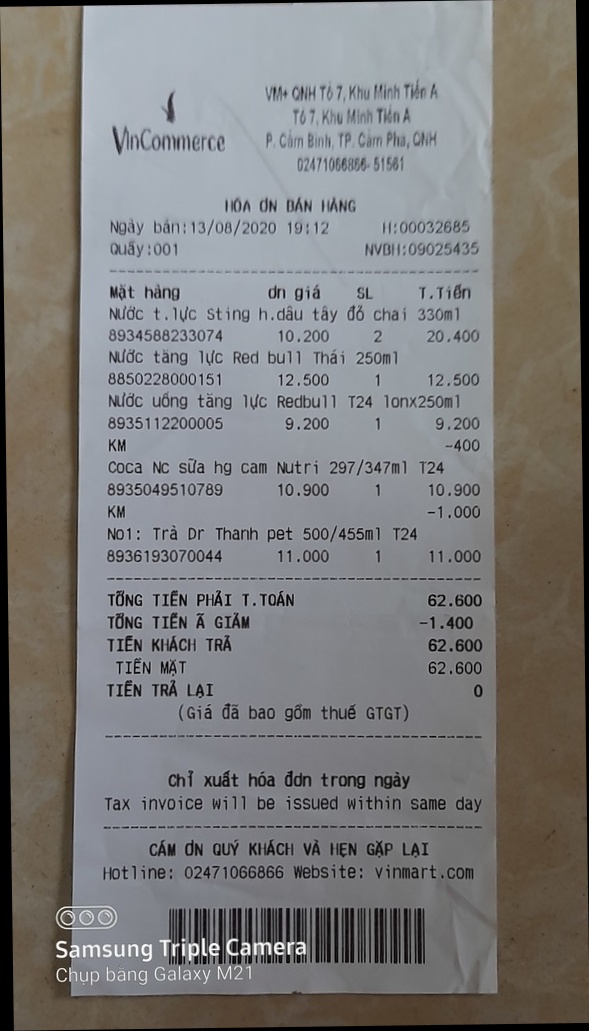 VinCommerce
VM+ QNH Tổ 7, Khu Minh Tiến A
Tổ 7, Khu Minh Tiến A
P. Cẩm Bình, TP. Cẩm Phả, QNH
02471066866-51561
HÓA ƠN BÁN HÀNG
Ngày bán:13/08/2020 19:12 H:00032685
Quầy:001 NVBH:09025435
Mặt hàng ơn giá SL T.Tiền
Nước t.lực Sting h.dâu tây đỏ chai 330ml
8934588233074 10.200 2 20.400
Nước tăng lực Red bull Thái 250ml
8850228000151 12.500 1 12.500
Nước uống tăng lực Redbull T24 lonx250ml
8935112200005 9.200 1 9.200
KM -400
Coca Nc sữa hg cam Nutri 297/347ml T24
8935049510789 10.900 1 10.900
KM -1.000
No1: Trà Dr Thanh pet 500/455ml T24
8936193070044 11.000 1 11.000
TỔNG TIỀN PHẢI T.TOÁN 62.600
TỔNG TIỀN Ã GIẢM -1.400
TIỀN KHÁCH TRẢ 62.600
TIỀN MẶT 62.600
TIỀN TRẢ LẠI 0
(Giá đã bao gồm thuế GTGT)
Chỉ xuất hóa đơn trong ngày
Tax invoice will be issued within same day
CẢM ƠN QUÝ KHÁCH VÀ HẸN GẶP LẠI
Hotline: 02471066866 Website: vinmart.com
Samsung Triple Camera
Chụp bằng Galaxy M21